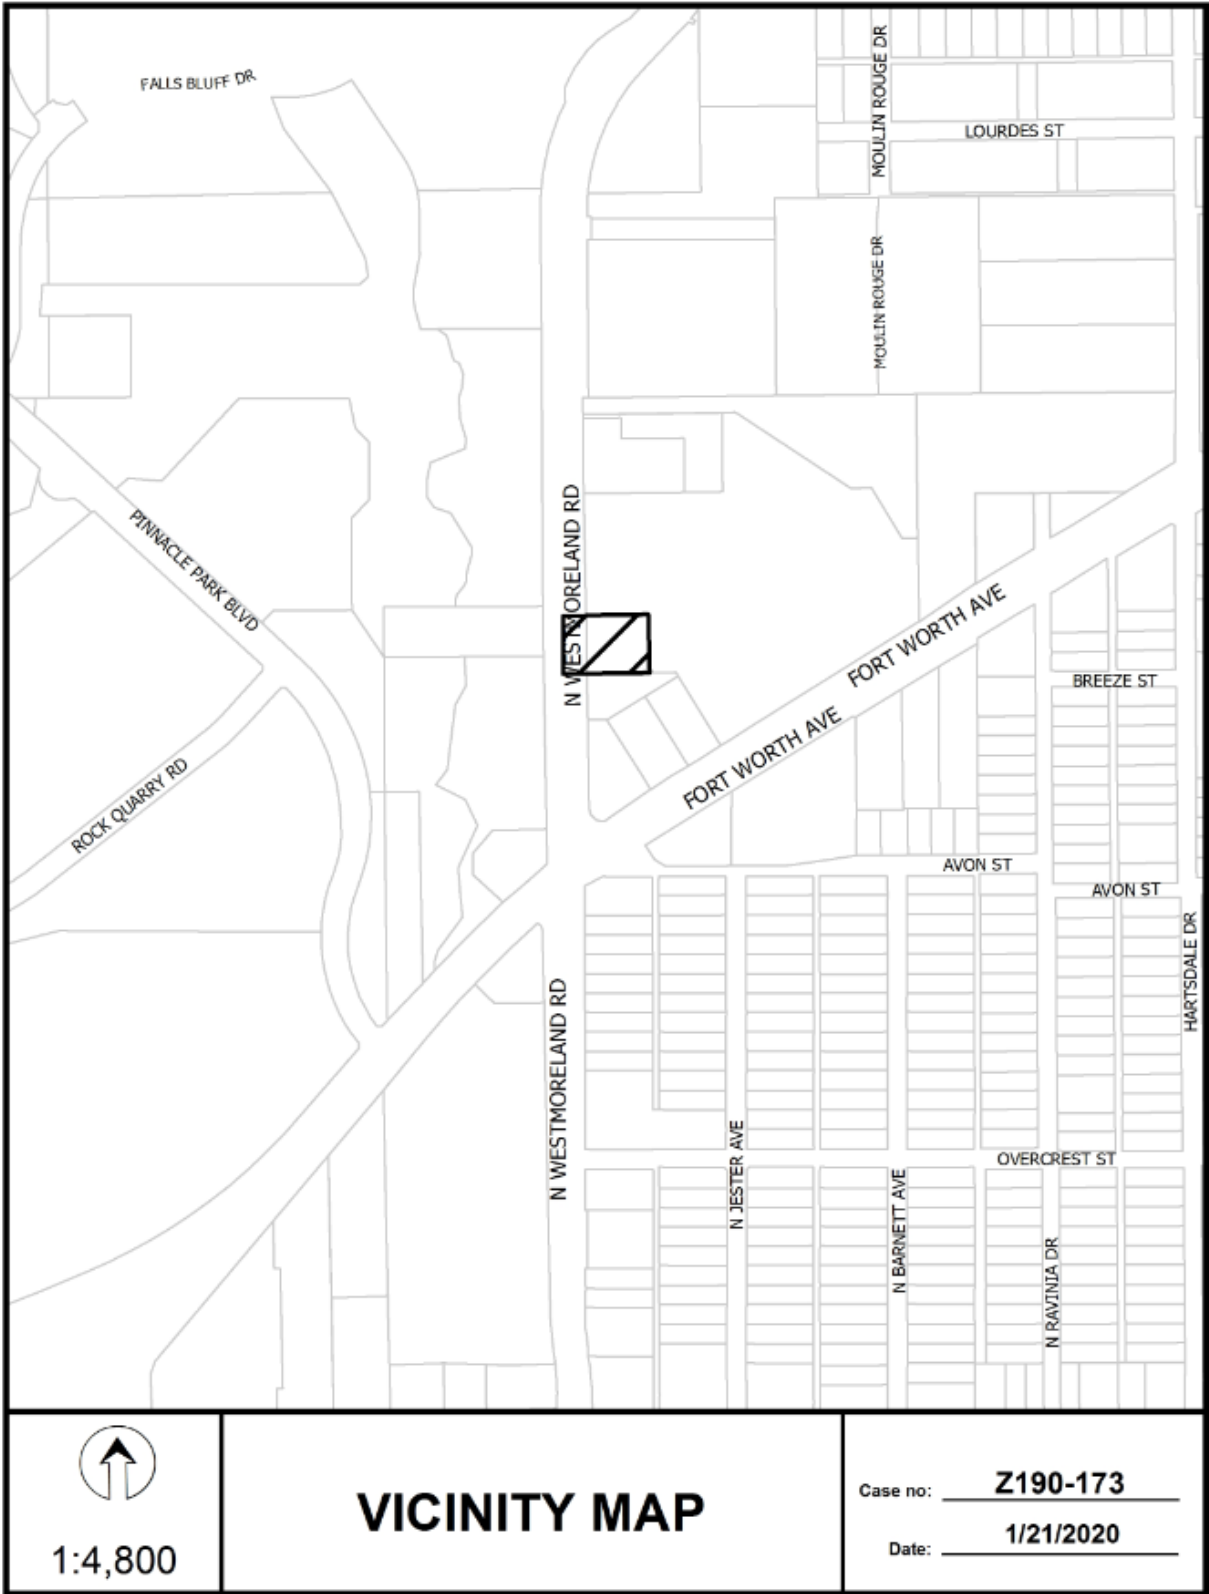 FALLS BLUFF DR
MOULIN ROUGE DR
LOURDES ST
MOULIN ROUGE DR
N WESTMORELAND RD
PINNACLE PARK BLVD
FORT WORTH AVE
BREEZE ST
FORT WORTH AVE
ROCK QUARRY RD
AVON ST
AVON ST
HARTSDALE DR
N WESTMORELAND RD
N JESTER AVE
OVERCREST ST
N BARNETT AVE
N RAVINIA DR
1:4,800
VICINITY MAP
Case no: Z190-173
Date: 1/21/2020